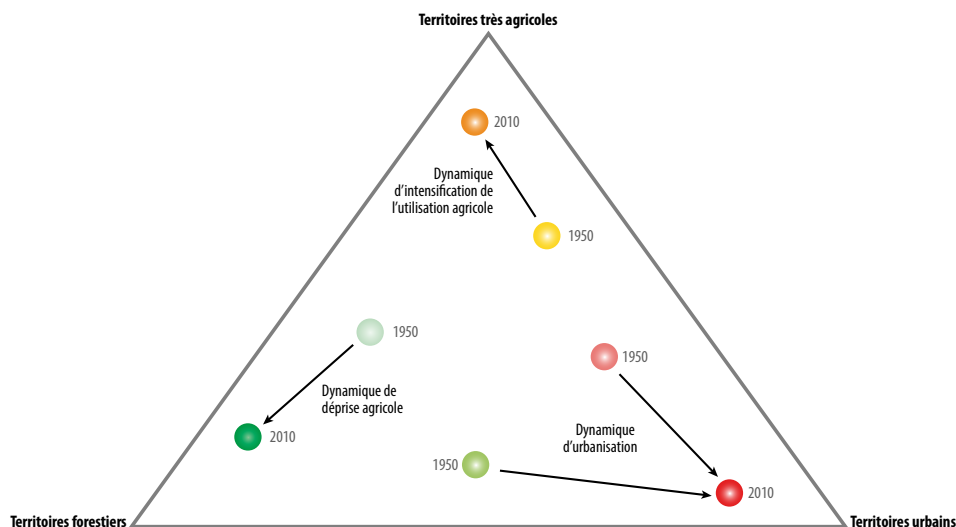 Territoires très agricoles
2010
Dynamique
d'intensification de
l'utilisation agricole
1950
1950
1950
Dynamique de
déprise agricole
2010
Dynamique
d'urbanisation
1950
2010
Territoires forestiers
Territoires urbains